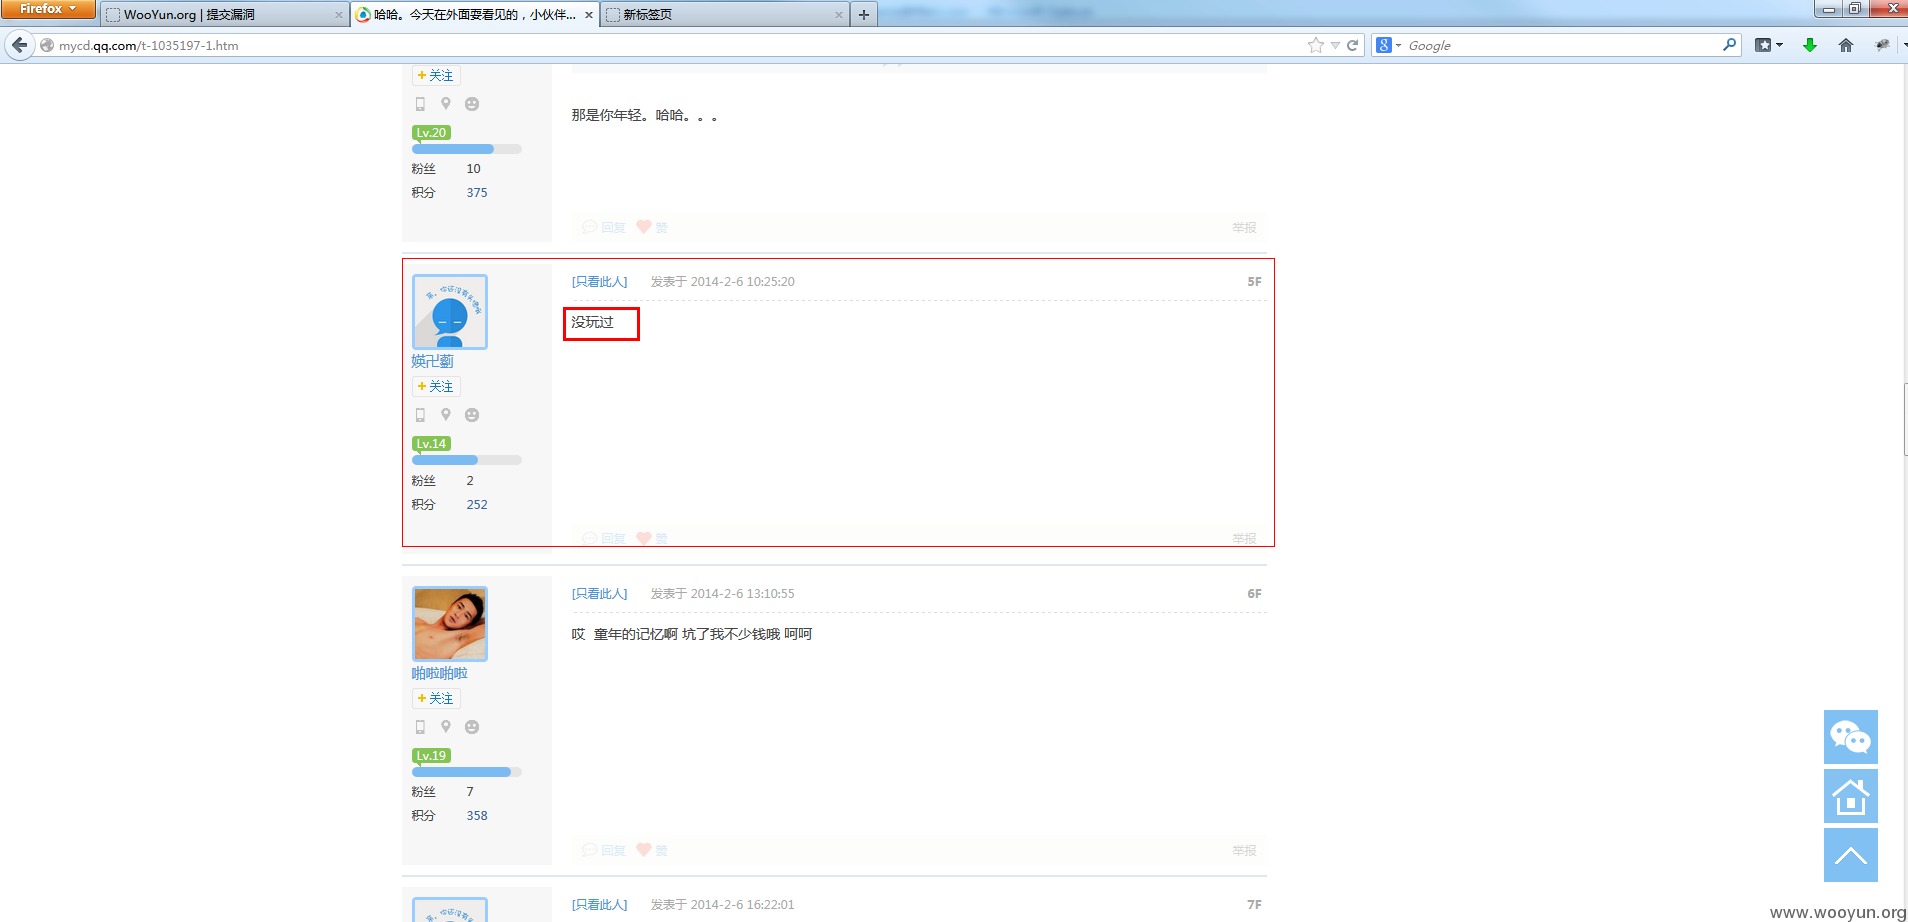 Firefox
WooYun.org | 提交漏洞
哈哈。今天在外面耍看见的，小伙伴...
新标签页
mycd.qq.com/t-1035197-1.htm
Google
+关注
Lv.20
粉丝 10
积分 375
那是你年轻。哈哈。。。
回复 赞 举报
[只看此人] 发表于 2014-2-6 10:25:20 5F
没玩过
+关注
Lv.14
粉丝 2
积分 252
回复 赞 举报
[只看此人] 发表于 2014-2-6 13:10:55 6F
哎 童年的记忆啊 坑了我不少钱哦 呵呵
啪啦啪啦
+关注
Lv.19
粉丝 7
积分 358
回复 赞 举报
[只看此人] 发表于 2014-2-6 16:22:01 7F
www.wooyun.org